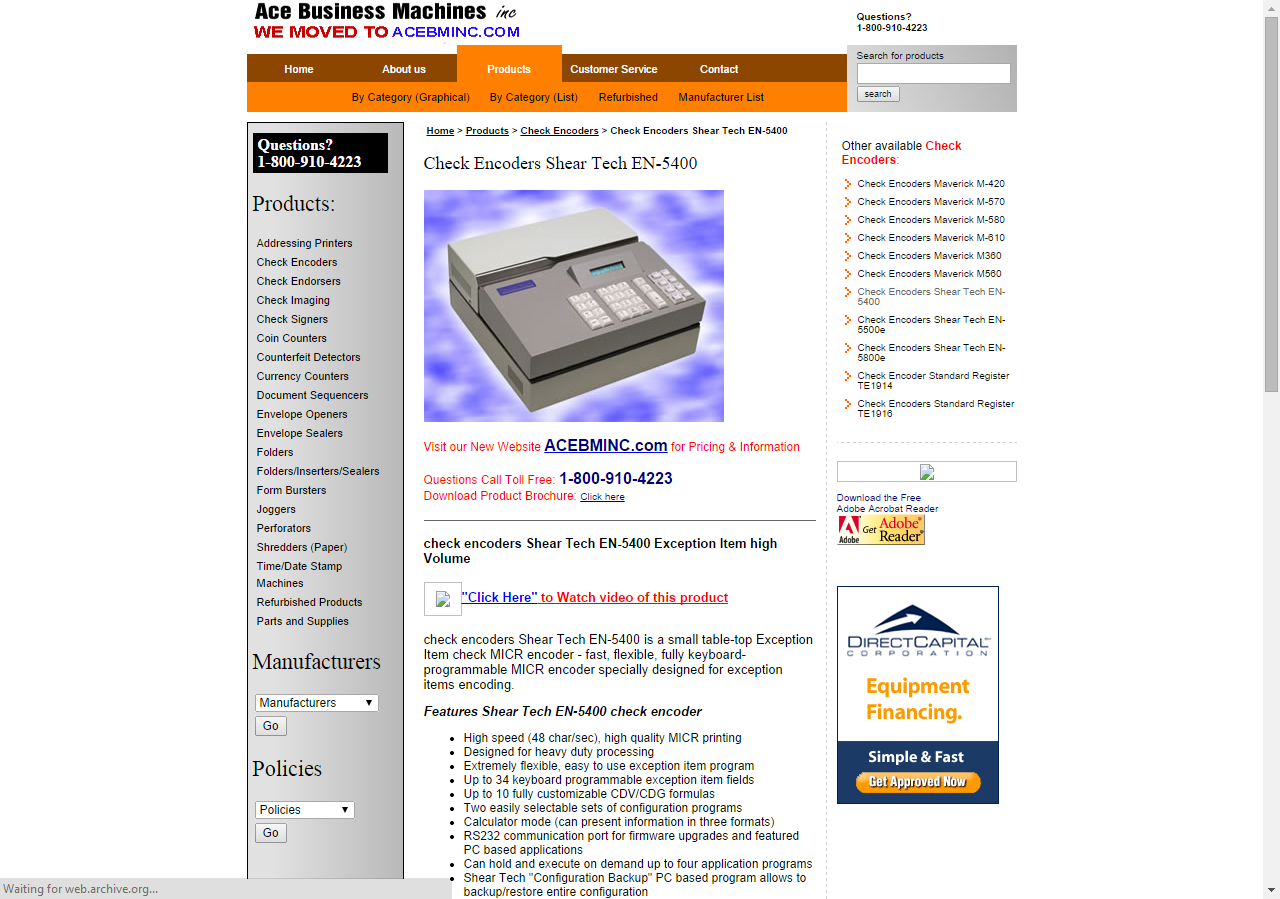 Ace Business Machines inc
WE MOVED TO ACEBMINC.COM
Questions?
1-800-910-4223
Home
About us
Products
Customer Service
Contact
By Category (Graphical)
By Category (List)
Refurbished
Manufacturer List
Search for products
search
Questions?
1-800-910-4223
Products:
Addressing Printers
Check Encoders
Check Endorsers
Check Imaging
Check Signers
Coin Counters
Counterfeit Detectors
Currency Counters
Document Sequencers
Envelope Openers
Envelope Sealers
Folders
Folders/Inserters/Sealers
Form Bursters
Joggers
Perforators
Shredders (Paper)
Time/Date Stamp
Machines
Refurbished Products
Parts and Supplies
Manufacturers
Manufacturers
Go
Policies
Policies
Go
Home > Products > Check Encoders > Check Encoders Shear Tech EN-5400
Check Encoders Shear Tech EN-5400
Visit our New Website ACEBMINC.com for Pricing & Information
Questions Call Toll Free: 1-800-910-4223
Download Product Brochure: Click here
check encoders Shear Tech EN-5400 Exception Item high
Volume
"Click Here" to Watch video of this product
check encoders Shear Tech EN-5400 is a small table-top Exception
Item check MICR encoder - fast, flexible, fully keyboard-
programmable MICR encoder specially designed for exception
items encoding.
Features Shear Tech EN-5400 check encoder
High speed (48 char/sec), high quality MICR printing
Designed for heavy duty processing
Extremely flexible, easy to use exception item program
Up to 34 keyboard programmable exception item fields
Up to 10 fully customizable CDV/CDG formulas
Two easily selectable sets of configuration programs
Calculator mode (can present information in three formats)
RS232 communication port for firmware upgrades and featured
PC based applications
Can hold and execute on demand up to four application programs
Shear Tech "Configuration Backup" PC based program allows to
backup/restore entire configuration
Other available Check
Encoders:
Check Encoders Maverick M-420
Check Encoders Maverick M-570
Check Encoders Maverick M-580
Check Encoders Maverick M-610
Check Encoders Maverick M360
Check Encoders Maverick M560
Check Encoders Shear Tech EN-
5400
Check Encoders Shear Tech EN-
5500e
Check Encoders Shear Tech EN-
5800e
Check Encoder Standard Register
TE1914
Check Encoders Standard Register
TE1916
Download the Free
Adobe Acrobat Reader
Adobe
Get Adobe®
Reader®
DIRECTCAPITAL
CORPORATION
Equipment
Financing.
Simple & Fast
Get Approved Now
Waiting for web.archive.org...